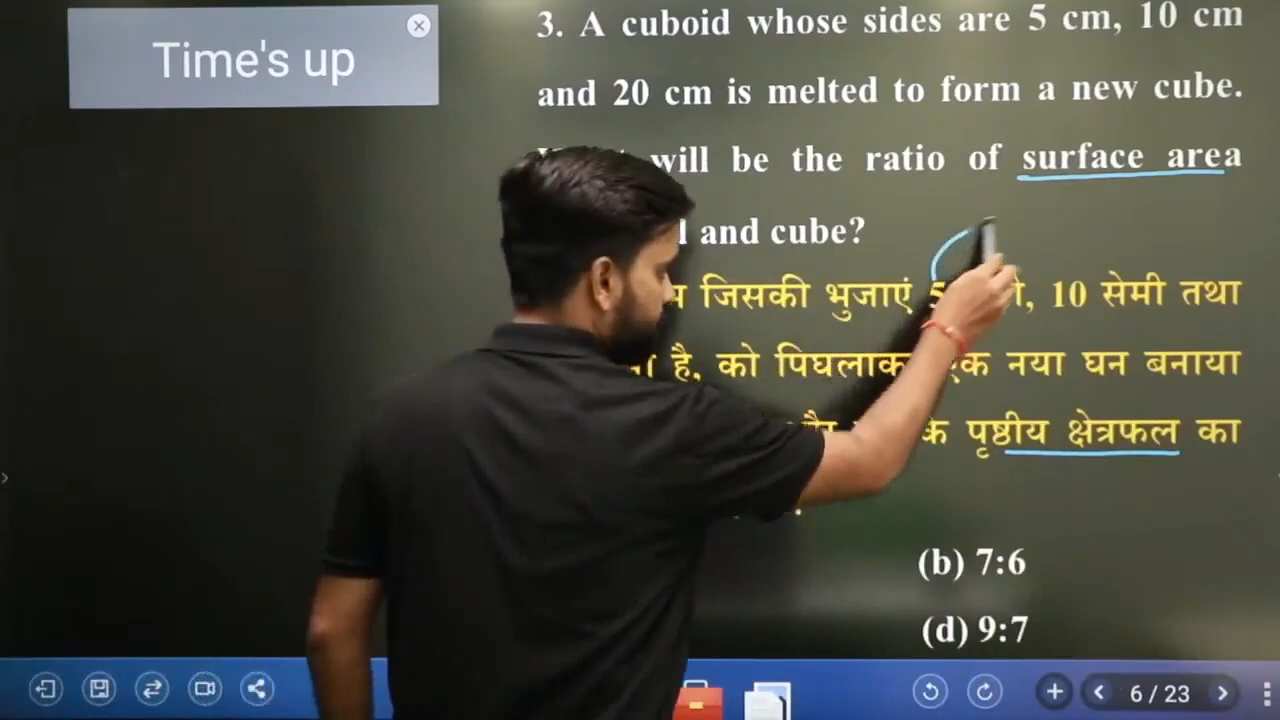 Time's up
3. A cuboid whose sides are 5 cm, 10 cm
and 20 cm is melted to form a new cube.
will be the ratio of surface area
and cube?
जिसकी भुजाएं 5 10 सेमी तथा
है, को एक नया घन बनाया
पृष्ठीय क्षेत्रफल का
(b) 7:6
(d) 9:7
6 / 23